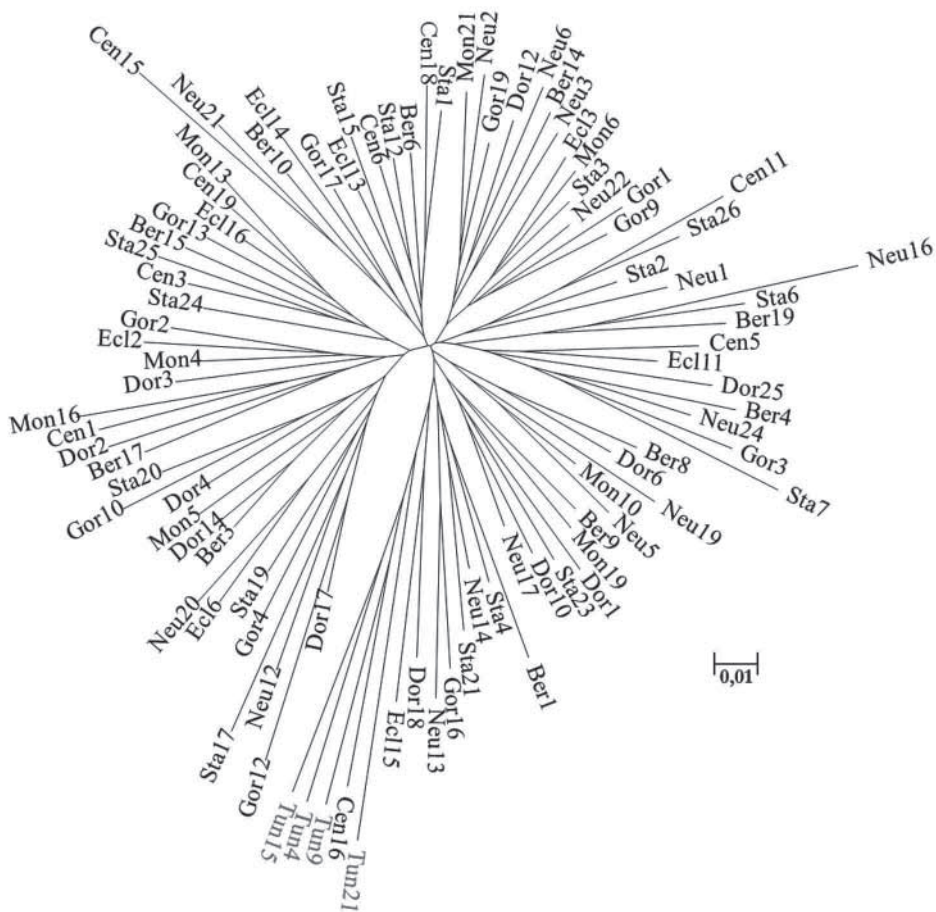 Cen15
Neu21
Ecl14
Ber10
Gor17
Sta15
Ecl13
Cen6
Sta12
Ber6
Cen18
Sta1
Mon21
Neu2
Gor19
Dor12
Neu6
Ber14
Neu3
Ecl3
Mon6
Sta3
Neu22
Gor1
Gor9
Cen11
Sta26
Sta2
Neu1
Neu16
Sta6
Ber19
Cen5
Ecl11
Dor25
Ber4
Neu24
Gor3
Sta7
Ber8
Dor6
Neu19
Mon10
Neu5
Ber9
Mon19
Dor1
Sta23
Dor10
Neu17
Ber1
Sta4
Neu14
Sta21
Gor16
Neu13
Dor18
Ecl15
Tun21
Cen16
Tun9
Tun4
Tun15
Dor17
Gor12
Neu12
Sta17
Gor4
Sta19
Ecl6
Neu20
Ber3
Dor14
Mon5
Dor4
Gor10
Sta20
Ber17
Dor2
Cen1
Mon16
Dor3
Mon4
Ecl2
Gor2
Sta24
Cen3
Sta25
Ber15
Gor13
Ecl16
Cen19
Mon13
0,01